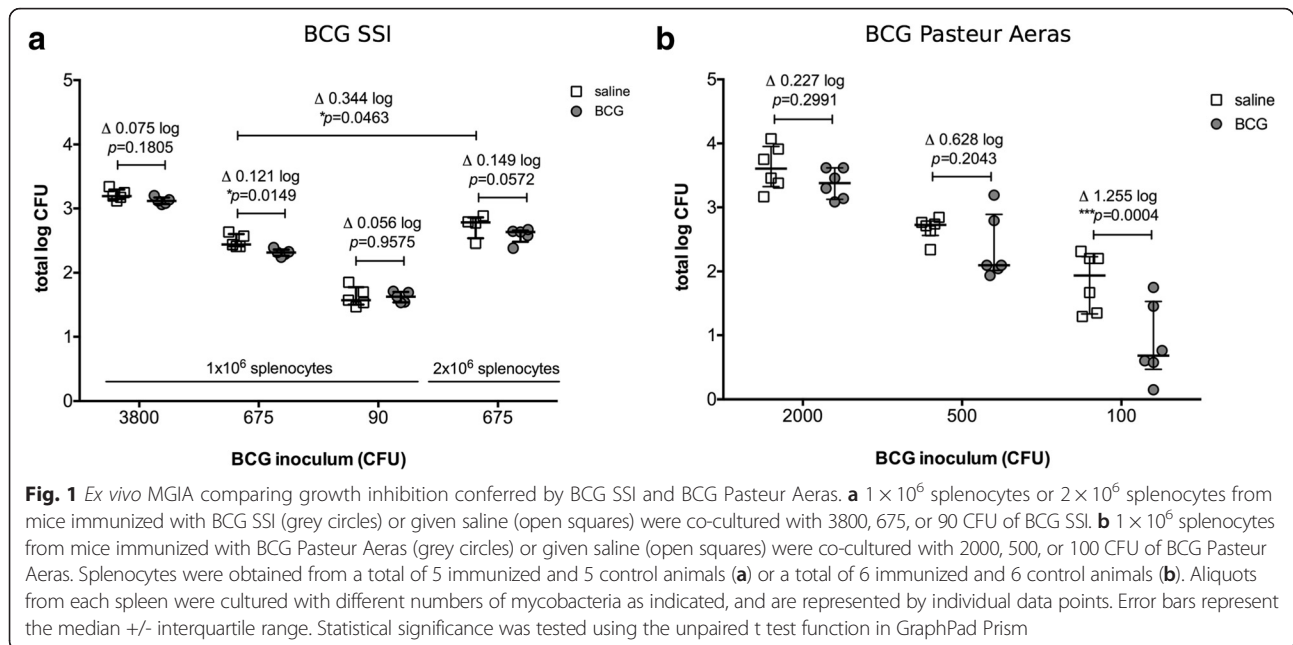 a
BCG SSI
5
4
3
2
1
0
total log CFU
saline
BCG
Δ 0.344 log
*p=0.0463
Δ 0.075 log
p=0.1805
Δ 0.121 log
*p=0.0149
Δ 0.056 log
p=0.9575
Δ 0.149 log
p=0.0572
1x10⁶ splenocytes
2x10⁶ splenocytes
3800
675
90
675
BCG inoculum (CFU)
b
BCG Pasteur Aeras
5
4
3
2
1
0
total log CFU
saline
BCG
Δ 0.227 log
p=0.2991
Δ 0.628 log
p=0.2043
Δ 1.255 log
***p=0.0004
2000
500
100
BCG inoculum (CFU)
Fig. 1 Ex vivo MGIA comparing growth inhibition conferred by BCG SSI and BCG Pasteur Aeras. a 1 × 10⁶ splenocytes or 2 × 10⁶ splenocytes from
mice immunized with BCG SSI (grey circles) or given saline (open squares) were co-cultured with 3800, 675, or 90 CFU of BCG SSI. b 1 × 10⁶ splenocytes
from mice immunized with BCG Pasteur Aeras (grey circles) or given saline (open squares) were co-cultured with 2000, 500, or 100 CFU of BCG Pasteur
Aeras. Splenocytes were obtained from a total of 5 immunized and 5 control animals (a) or a total of 6 immunized and 6 control animals (b). Aliquots
from each spleen were cultured with different numbers of mycobacteria as indicated, and are represented by individual data points. Error bars represent
the median +/- interquartile range. Statistical significance was tested using the unpaired t test function in GraphPad Prism